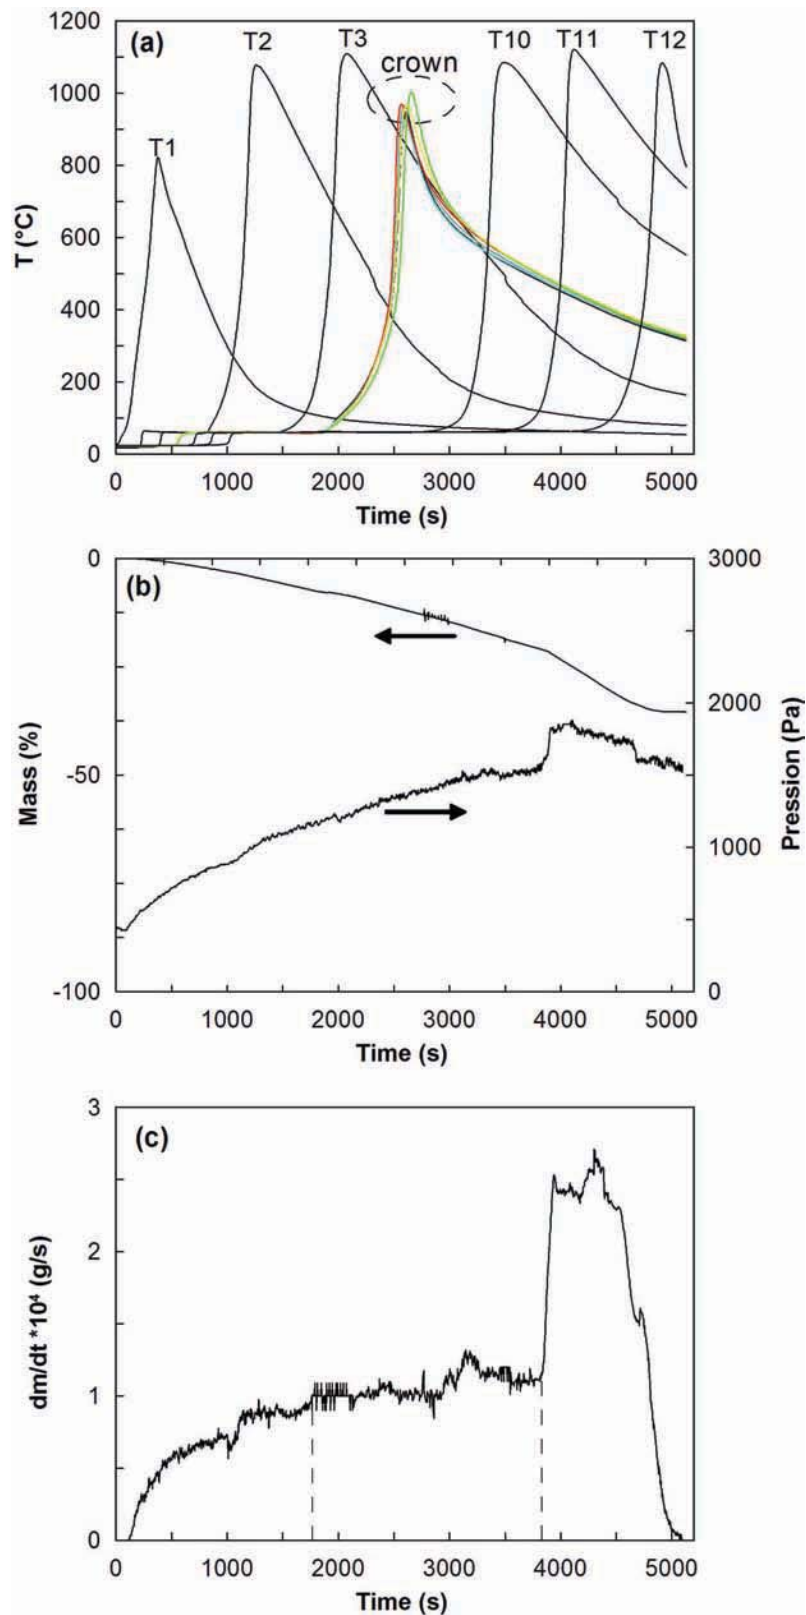 1200
(a)
T2
T3
T10
T11
T12
crown
1000
T1
800
600
400
200
0
T (°C)
0 1000 2000 3000 4000 5000
Time (s)
0
(b)
3000
2000
-50
1000
-100
0
Mass (%)
Pression (Pa)
0 1000 2000 3000 4000 5000
Time (s)
3
(c)
2
1
0
dm/dt *10⁴ (g/s)
0 1000 2000 3000 4000 5000
Time (s)